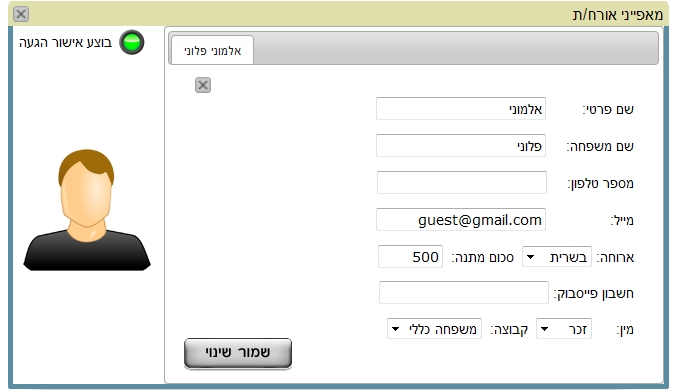 מאפייני אורח/ת
בוצע אישור הגעה
אלמוני פלוני
שם פרטי: אלמוני
שם משפחה: פלוני
מספר טלפון:
מייל: guest@gmail.com
ארוחה: בשרית סכום מתנה: 500
חשבון פייסבוק:
מין: זכר קבוצה: משפחה כללי
שמור שינוי